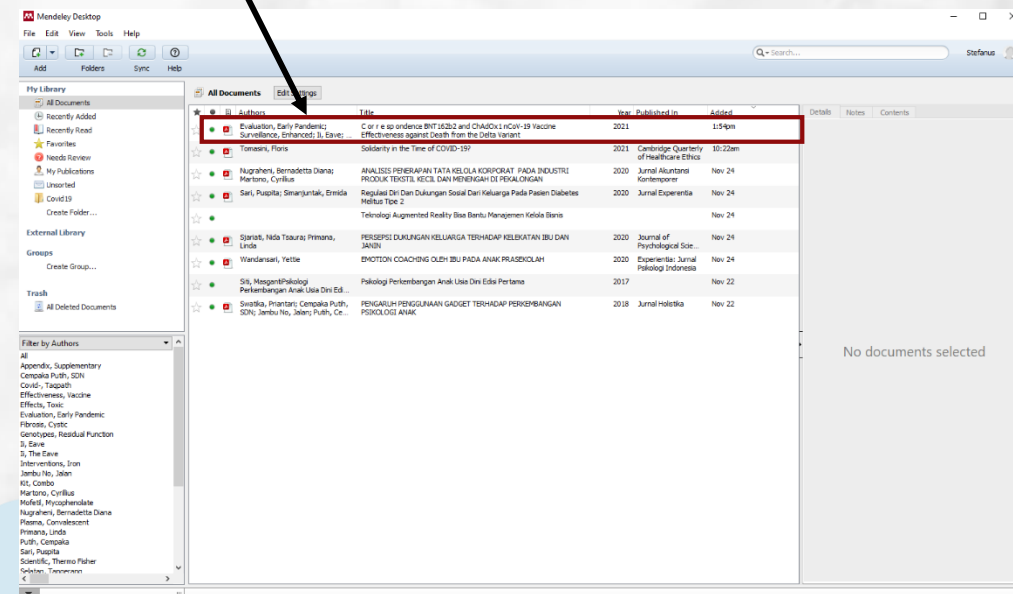 Mendeley Desktop
File Edit View Tools Help
Search...
Stefanus
Add Folders Sync Help
My Library
All Documents
Recently Added
Recently Read
Favorites
Needs Review
My Publications
Unsorted
Covid19
Create Folder...
External Library
Groups
Create Group...
Trash
All Deleted Documents
Filter by Authors
All
Appendix, Supplementary
Cempaka Putih, SDN
Covid-, Taqpath
Effectiveness, Vaccine
Effects, Toxic
Evaluation, Early Pandemic
Fibrosis, Cystic
Genotypes, Residual Function
Ii, Eave
Ii, The Eave
Interventions, Iron
Jambu No, Jalan
Kit, Combo
Martono, Cyrillus
Mofetil, Mycophenolate
Nugraheni, Bernadetta Diana
Plasma, Convalescent
Primana, Linda
Putih, Cempaka
Sari, Puspita
Scientific, Thermo Fisher
Selatan, Tangerang
All Documents Edit Settings
Authors Title Year Published In Added
Evaluation, Early Pandemic; C or r e sp ondence BNT162b2 and ChAdOx1 nCoV-19 Vaccine 2021 1:54pm
Surveillance, Enhanced; Ii, Eave; ... Effectiveness against Death from the Delta Variant
Tomasini, Floris Solidarity in the Time of COVID-19? 2021 Cambridge Quarterly 10:22am
of Healthcare Ethics
Nugraheni, Bernadetta Diana; ANALISIS PENERAPAN TATA KELOLA KORPORAT PADA INDUSTRI 2020 Jurnal Akuntansi Nov 24
Martono, Cyrillus PRODUK TEKSTIL KECIL DAN MENENGAH DI PEKALONGAN Kontemporer
Sari, Puspita; Simanjuntak, Ermida Regulasi Diri Dan Dukungan Sosial Dari Keluarga Pada Pasien Diabetes 2020 Jurnal Experentia Nov 24
Melitus Tipe 2
Teknologi Augmented Reality Bisa Bantu Manajemen Kelola Bisnis Nov 24
Sjariati, Nida Tsaura; Primana, PERSEPSI DUKUNGAN KELUARGA TERHADAP KELEKATAN IBU DAN 2020 Journal of Nov 24
Linda JANIN Psychological Scie...
Wandansari, Yettie EMOTION COACHING OLEH IBU PADA ANAK PRASEKOLAH 2020 Experientia: Jurnal Nov 24
Psikologi Indonesia
Siti, MasgantiPsikologi Psikologi Perkembangan Anak Usia Dini Edisi Pertama 2017 Nov 22
Perkembangan Anak Usia Dini Edi...
Swatika, Priantari; Cempaka Putih, PENGARUH PENGGUNAAN GADGET TERHADAP PERKEMBANGAN 2018 Jurnal Holistika Nov 22
SDN; Jambu No, Jalan; Putih, Ce... PSIKOLOGI ANAK
Details Notes Contents
No documents selected